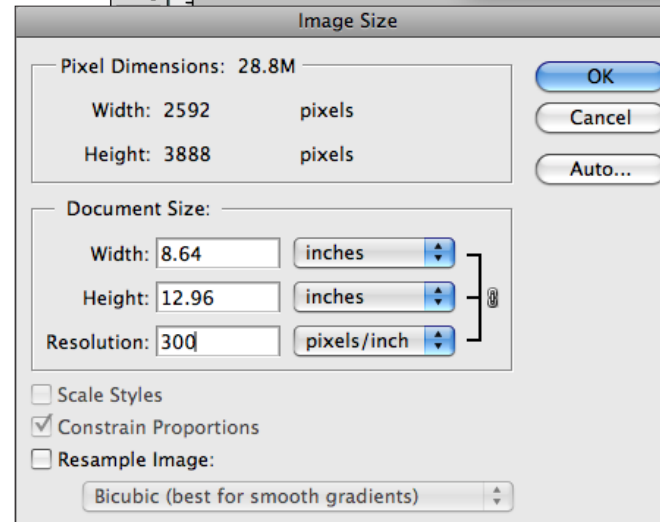 Image Size
Pixel Dimensions: 28.8M
Width: 2592 pixels
Height: 3888 pixels
OK
Cancel
Auto...
Document Size:
Width: 8.64 inches
Height: 12.96 inches
Resolution: 300 pixels/inch
Scale Styles
Constrain Proportions
Resample Image:
Bicubic (best for smooth gradients)